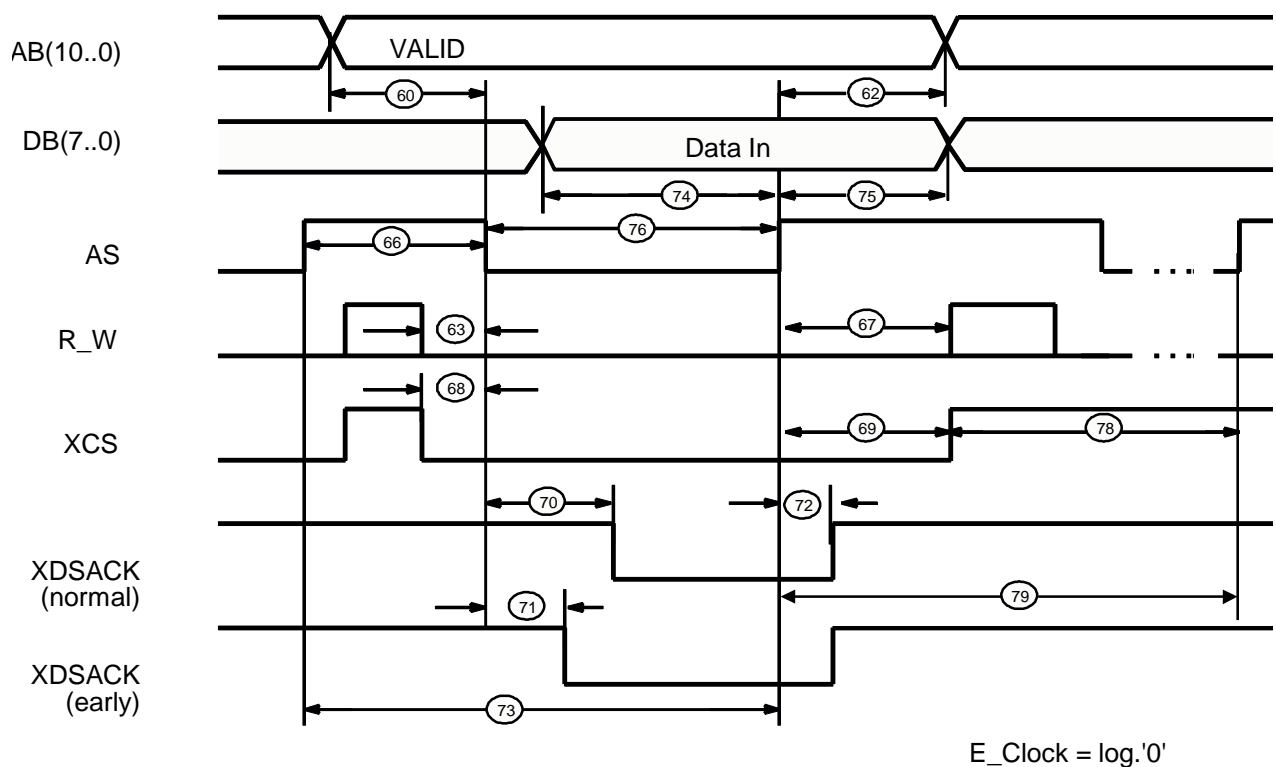 AB(10..0)
VALID
60
62
DB(7..0)
Data In
74
75
AS
66
76
R_W
63
67
XCS
68
69
78
XDSACK
(normal)
70
72
79
XDSACK
(early)
71
73
E_Clock = log.'0'